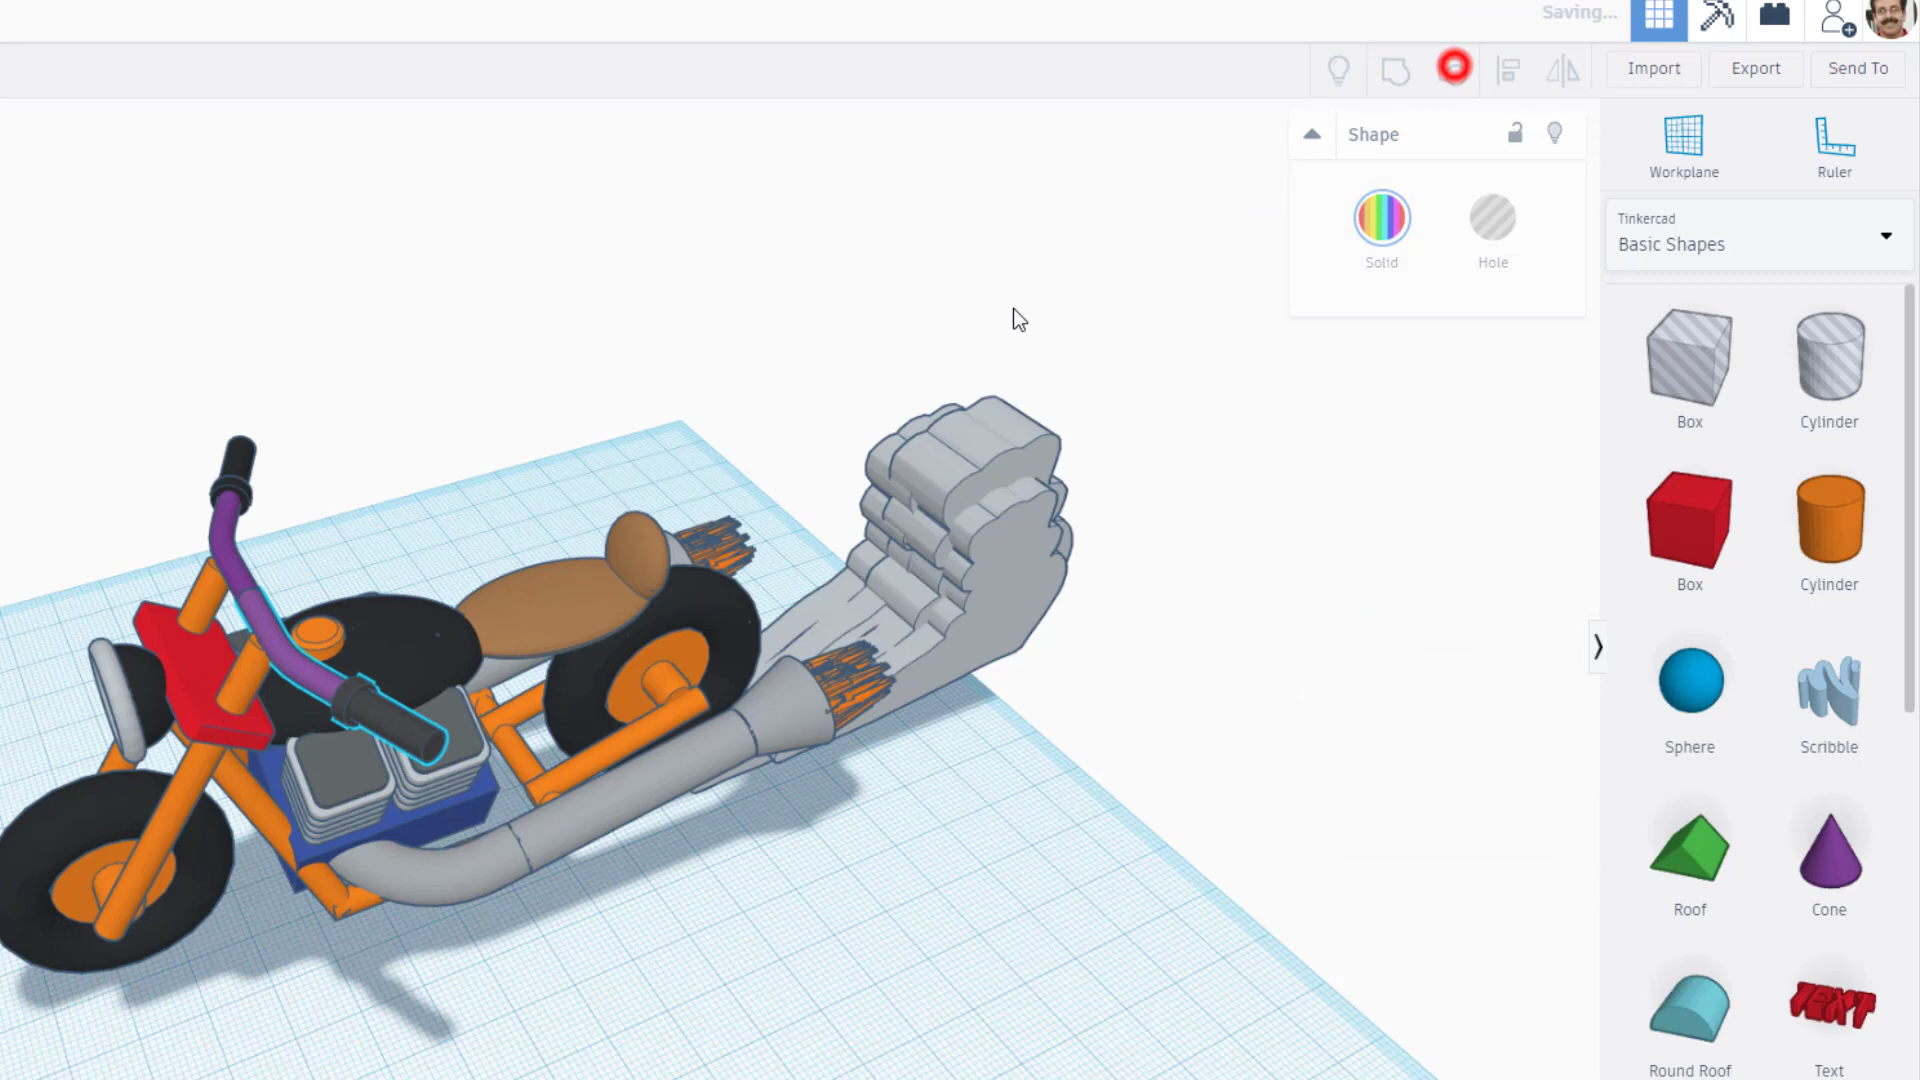 Saving...
Import
Export
Send To
Shape
Solid
Hole
Workplane
Ruler
Tinkercad
Basic Shapes
Box
Cylinder
Box
Cylinder
Sphere
Scribble
Roof
Cone
TEXT
Round Roof
Text